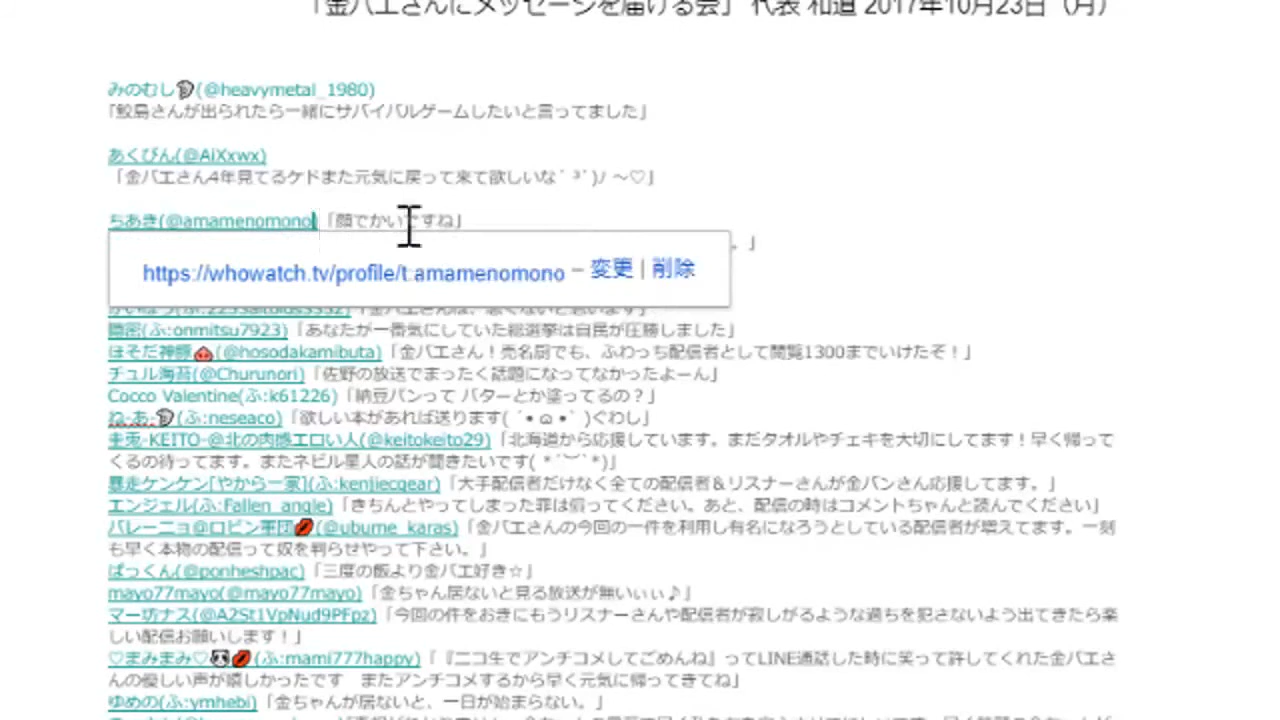 「金バエさんにメッセージを届ける会」 代表 和道 2017年10月23日（月）
みのむし(@heavymetal_1980)
「鮫島さんが出られたら一緒にサバイバルゲームしたいと言ってました」
あくびん(@AiXxwx)
「金バエさん4年見てるケドまた元気に戻って来て欲しいな´ ³`)ﾉ ～♡」
ちあき(@amamenomono)「顔でかいですね」
。」
https://whowatch.tv/profile/t:amamenomono – 変更 | 削除
隠密(ふ:onmitsu7923)「あなたが一番気にしていた総選挙は自民が圧勝しました」
ほそだ神豚🐽(@hosodakamibuta)「金バエさん！売名厨でも、ふわっち配信者として閲覧1300までいけたぞ！」
チュル海苔(@Churunori)「佐野の放送でまったく話題になってなかったよーん」
Cocco Valentine(ふ:k61226)「納豆パンって バターとか塗ってるの？」
ね-あ-(ふ:neseaco)「欲しい本があれば送ります( ´•ω•` )ぐわし」
圭兎-KEITO-@北の肉感エロい人(@keitokeito29)「北海道から応援しています。まだタオルやチェキを大切にしてます！早く帰って
くるの待ってます。またネビル星人の話が聞きたいです( *´︶`*)」
暴走ケンケン[やから一家](ふ:kenjiecgear)「大手配信者だけなく全ての配信者＆リスナーさんが金バンさん応援してます。」
エンジェル(ふ:Fallen_angle)「きちんとやってしまった罪は償ってください。あと、配信の時はコメントちゃんと読んでください」
バレーニョ@ロビン軍団💋(@ubume_karas)「金バエさんの今回の一件を利用し有名になろうとしている配信者が増えてます。一刻
も早く本物の配信って奴を判らせやって下さい。」
ぱっくん(@ponheshpac)「三度の飯より金バエ好き☆」
mayo77mayo(@mayo77mayo)「金ちゃん居ないと見る放送が無いぃぃ♪」
マー坊ナス(@A2St1VpNud9PFpz)「今回の件をおきにもうリスナーさんや配信者が寂しがるような過ちを犯さないよう出てきたら楽
しい配信お願いします！」
♡まみまみ♡🐼💋(ふ:mami777happy)「『ニコ生でアンチコメしてごめんね』ってLINE通話した時に笑って許してくれた金バエさ
んの優しい声が嬉しかったです　またアンチコメするから早く元気に帰ってきてね」
ゆめの(ふ:ymhebi)「金ちゃんが居ないと、一日が始まらない。」